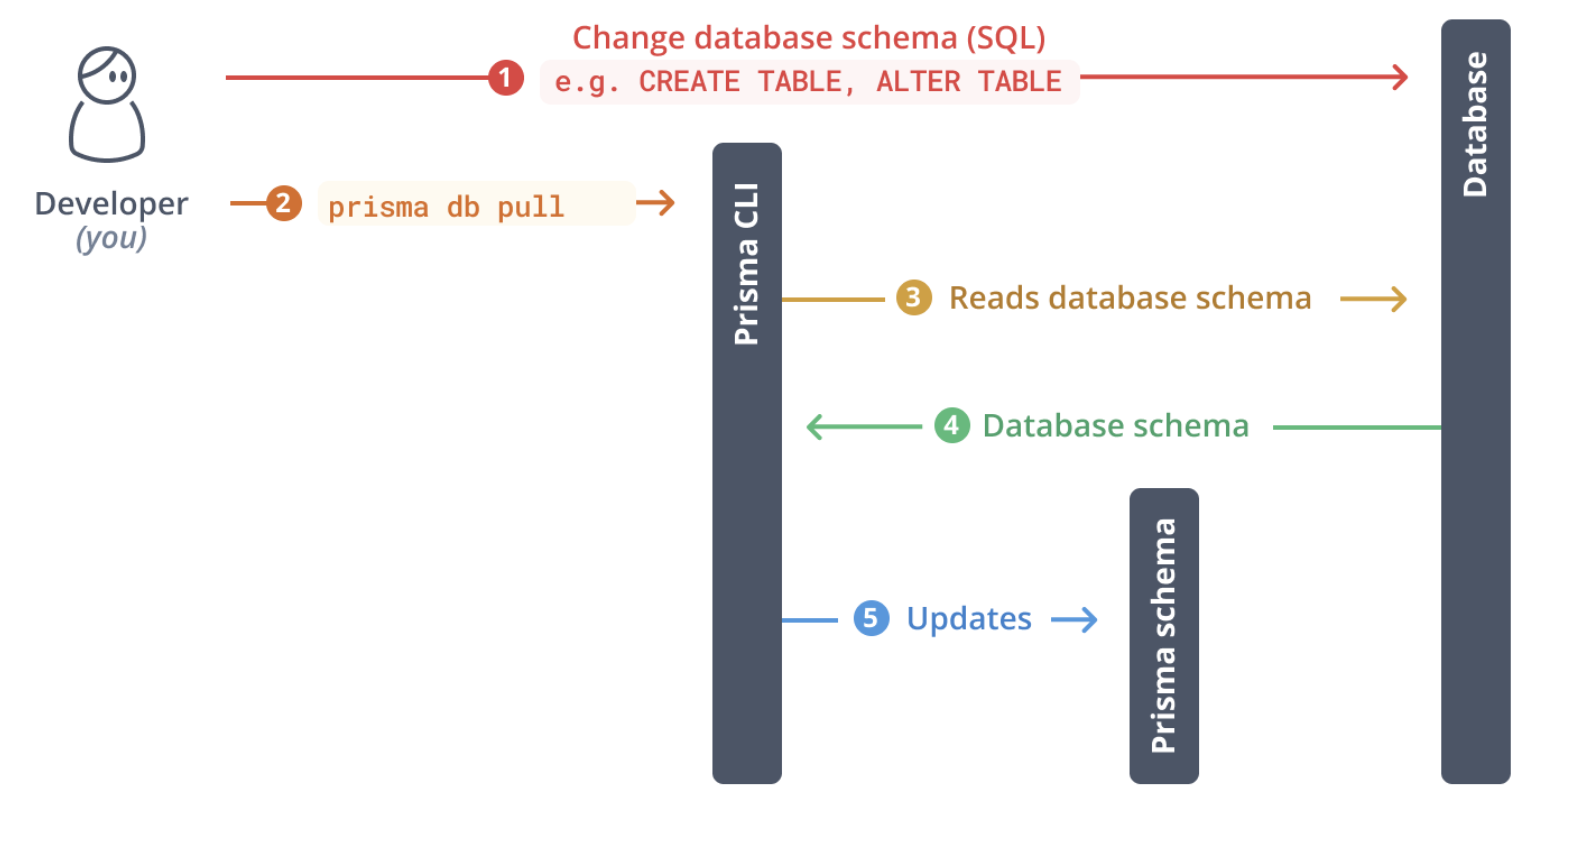 Change database schema (SQL)
1
e.g. CREATE TABLE, ALTER TABLE
Database
Developer
(you)
2
prisma db pull
Prisma CLI
3
Reads database schema
4
Database schema
5
Updates
Prisma schema